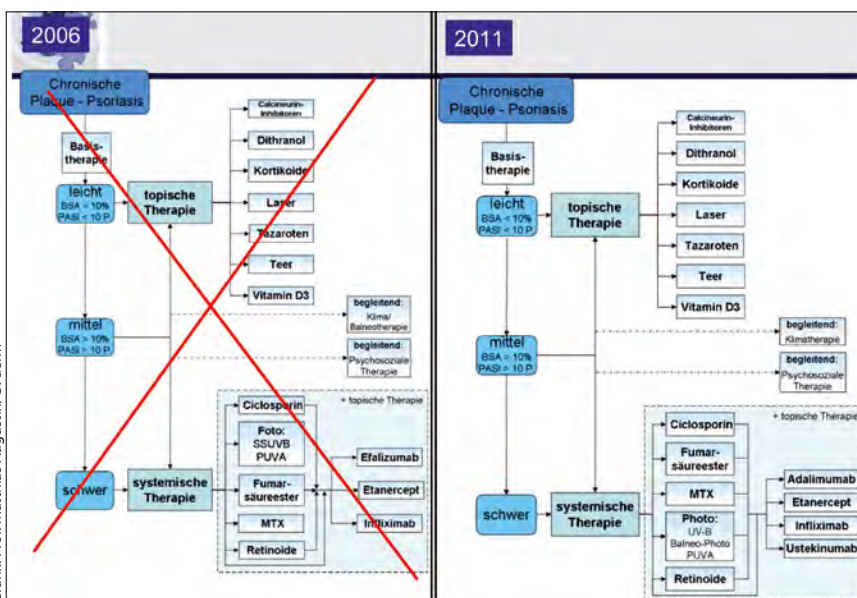 2006
Chronische
Plaque - Psoriasis
Basis-
therapie
leicht
BSA < 10%
PASI < 10 P.
topische
Therapie
Calcineurin-
Inhibitoren
Dithranol
Kortikoide
Laser
Tazaroten
Teer
Vitamin D3
mittel
BSA > 10%
PASI > 10 P.
begleitend:
Klima/
Balneotherapie
begleitend:
Psychosoziale
Therapie
+ topische Therapie
schwer
systemische
Therapie
Ciclosporin
Foto:
SSUVB
PUVA
Fumar-
säureester
MTX
Retinoide
Efalizumab
Etanercept
Infliximab
2011
Chronische
Plaque - Psoriasis
Basis-
therapie
leicht
BSA < 10%
PASI < 10 P.
topische
Therapie
Calcineurin-
Inhibitoren
Dithranol
Kortikoide
Laser
Tazaroten
Teer
Vitamin D3
mittel
BSA > 10%
PASI > 10 P.
begleitend:
Klimatherapie
begleitend:
Psychosoziale
Therapie
+ topische Therapie
schwer
systemische
Therapie
Ciclosporin
Fumar-
säureester
MTX
Photo:
UV-B
Balneo-Photo
PUVA
Retinoide
Adalimumab
Etanercept
Infliximab
Ustekinumab